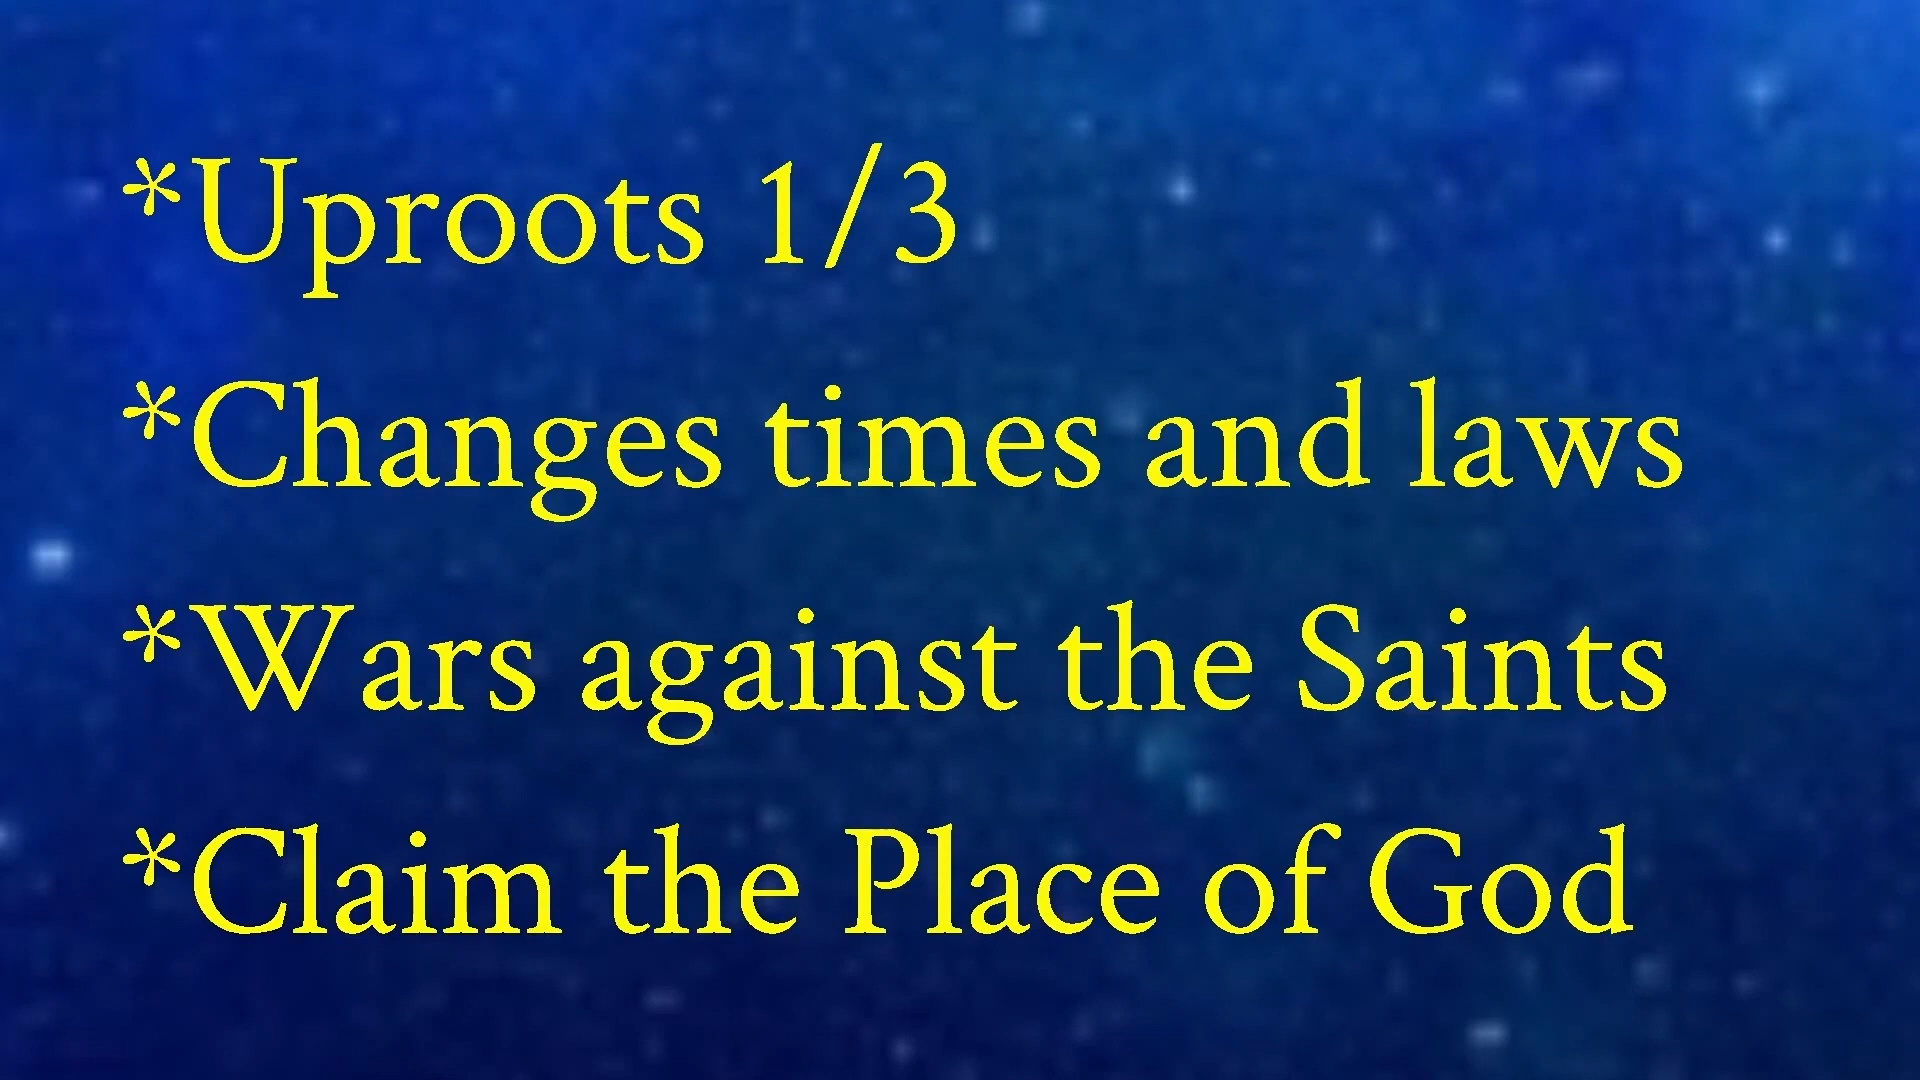 *Uproots 1/3
*Changes times and laws
*Wars against the Saints
*Claim the Place of God